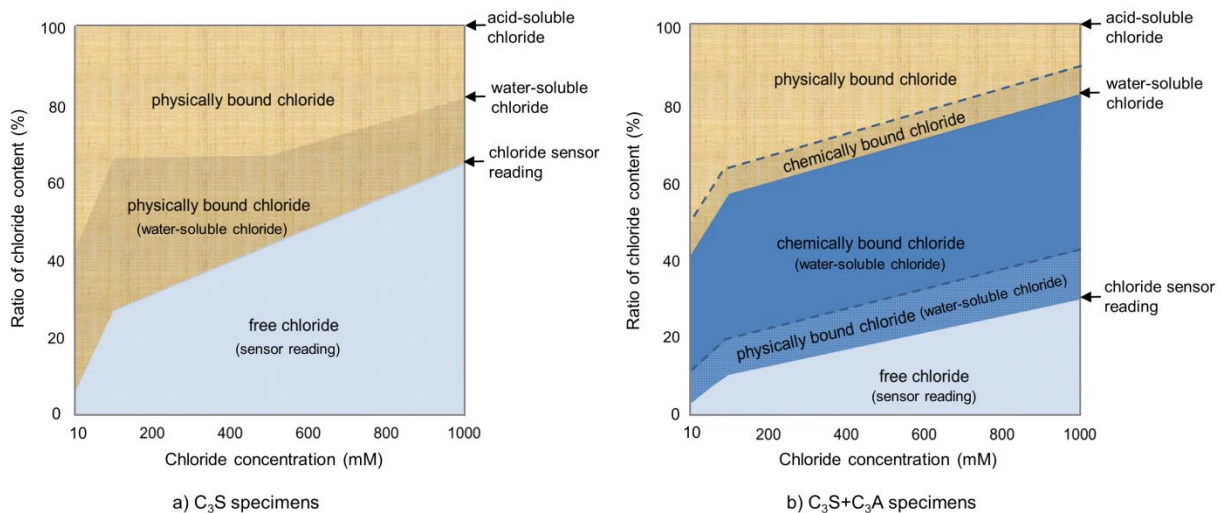 100
80
60
40
20
0
Ratio of chloride content (%)
physically bound chloride
physically bound chloride
(water-soluble chloride)
free chloride
(sensor reading)
acid-soluble
chloride
water-soluble
chloride
chloride sensor
reading
10 200 400 600 800 1000
Chloride concentration (mM)
a) C₃S specimens
100
80
60
40
20
0
Ratio of chloride content (%)
physically bound chloride
chemically bound chloride
chemically bound chloride
(water-soluble chloride)
physically bound chloride (water-soluble chloride)
free chloride
(sensor reading)
acid-soluble
chloride
water-soluble
chloride
chloride sensor
reading
10 200 400 600 800 1000
Chloride concentration (mM)
b) C₃S+C₃A specimens